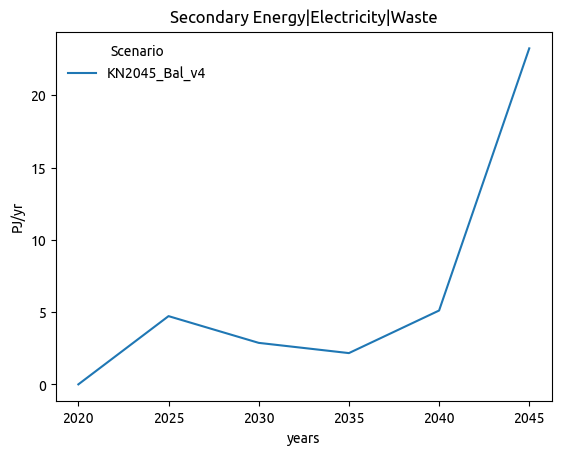 Secondary Energy|Electricity|Waste
Scenario
KN2045_Bal_v4
PJ/yr
20
15
10
5
0
2020 2025 2030 2035 2040 2045
years